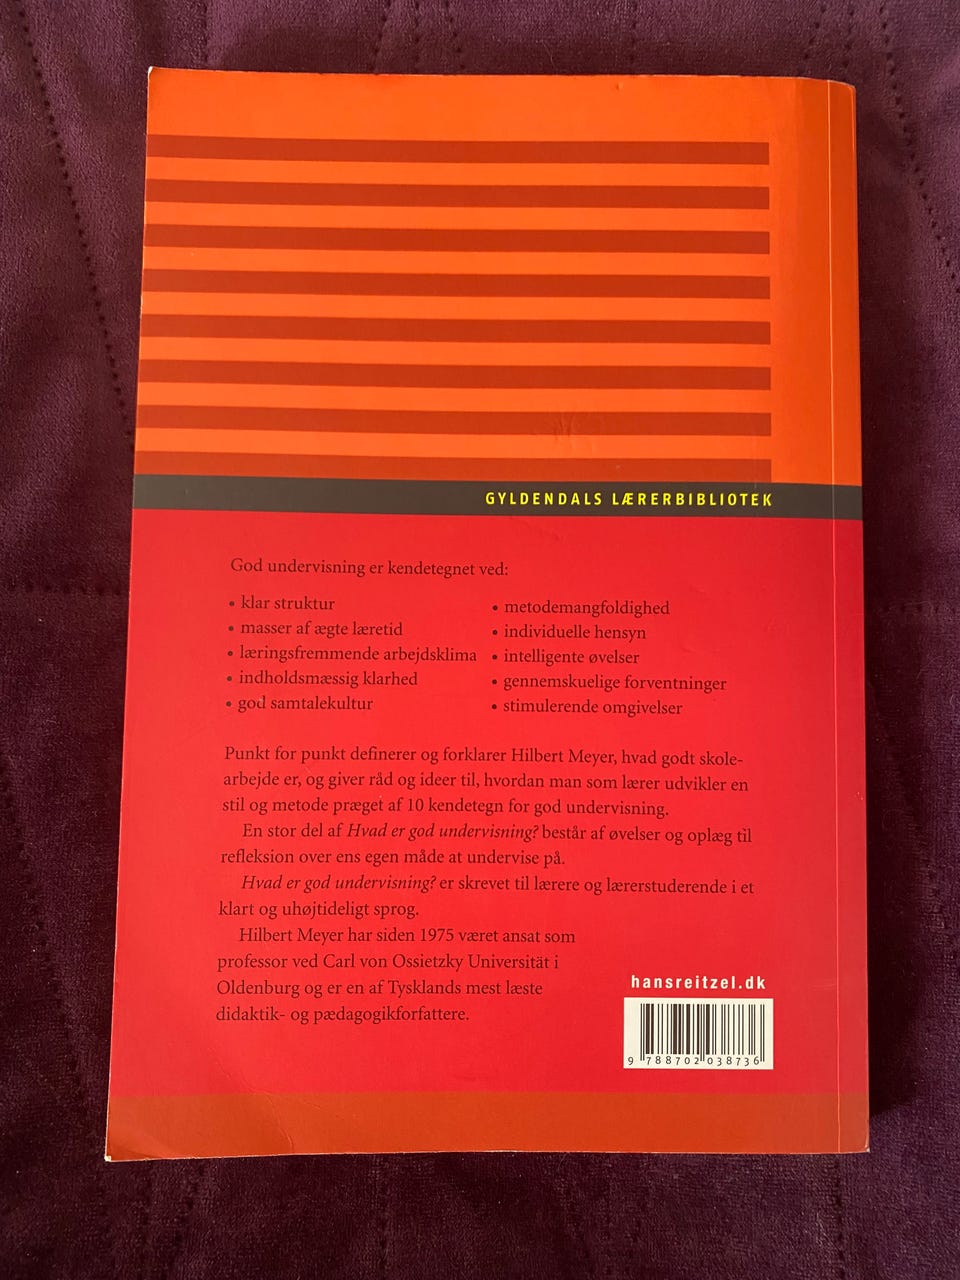 GYLDENDALS LÆRERBIBLIOTEK
God undervisning er kendetegnet ved:
• klar struktur
• masser af ægte læretid
• læringsfremmende arbejdsklima
• indholdsmæssig klarhed
• god samtalekultur
• metodemangfoldighed
• individuelle hensyn
• intelligente øvelser
• gennemskuelige forventninger
• stimulerende omgivelser
Punkt for punkt definerer og forklarer Hilbert Meyer, hvad godt skole-
arbejde er, og giver råd og ideer til, hvordan man som lærer udvikler en
stil og metode præget af 10 kendetegn for god undervisning.
En stor del af Hvad er god undervisning? består af øvelser og oplæg til
refleksion over ens egen måde at undervise på.
Hvad er god undervisning? er skrevet til lærere og lærerstuderende i et
klart og uhøjtideligt sprog.
Hilbert Meyer har siden 1975 været ansat som
professor ved Carl von Ossietzky Universität i
Oldenburg og er en af Tysklands mest læste
didaktik- og pædagogikforfattere.
hansreitzel.dk
9 788702 038736